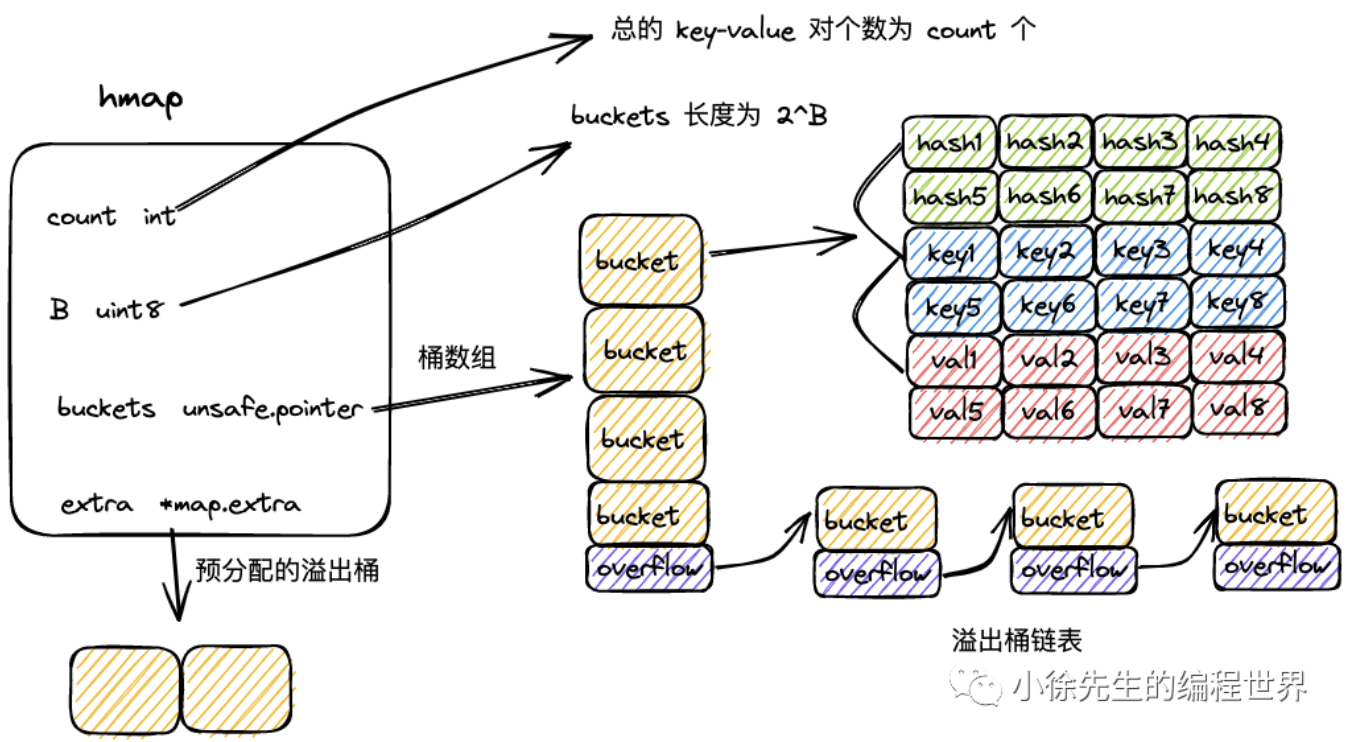 总的 key-value 对个数为 count 个
hmap
buckets 长度为 2^B
count int
B uint8
buckets unsafe.pointer
extra *map.extra
桶数组
预分配的溢出桶
bucket
bucket
bucket
bucket
overflow
hash1 hash2 hash3 hash4
hash5 hash6 hash7 hash8
key1 key2 key3 key4
key5 key6 key7 key8
val1 val2 val3 val4
val5 val6 val7 val8
bucket bucket bucket
overflow overflow overflow
溢出桶链表
小徐先生的编程世界